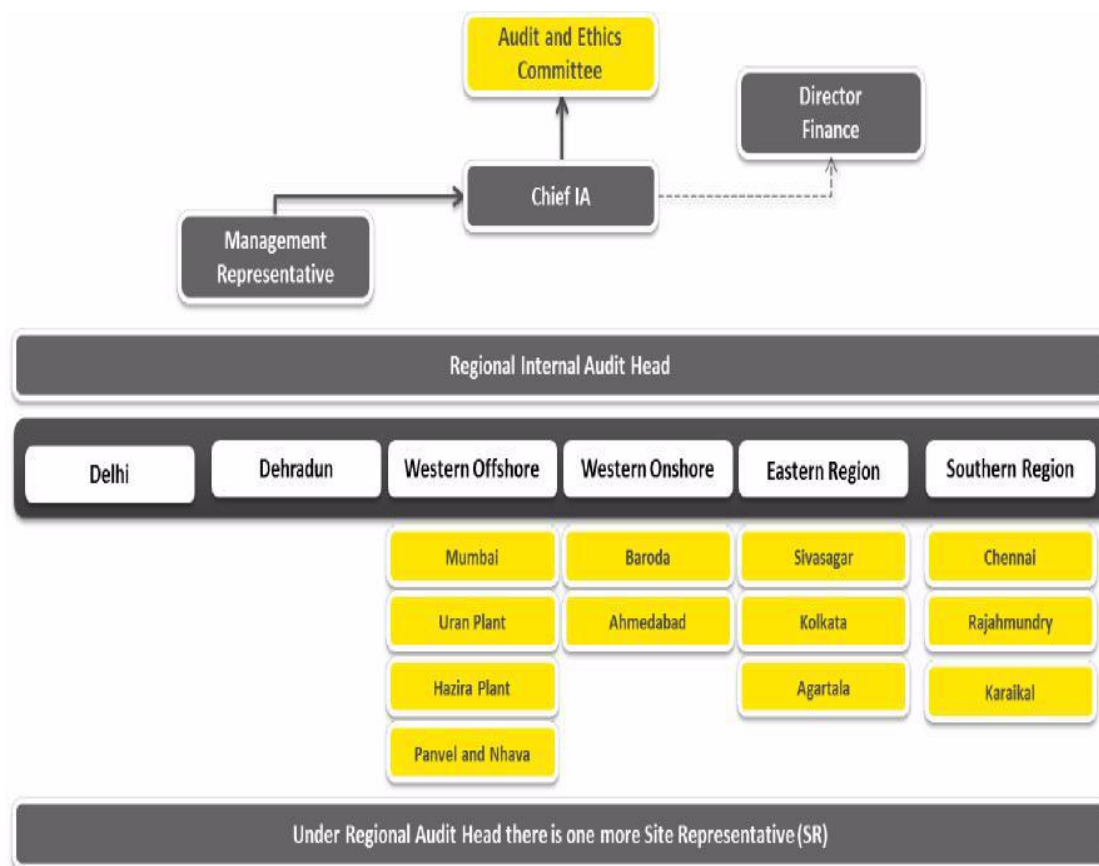 Audit and Ethics
Committee
Director
Finance
Chief IA
Management
Representative
Regional Internal Audit Head
Delhi
Dehradun
Western Offshore
Western Onshore
Eastern Region
Southern Region
Mumbai
Baroda
Sivasagar
Chennai
Uran Plant
Ahmedabad
Kolkata
Rajahmundry
Hazira Plant
Agartala
Karaikal
Panvel and Nhava
Under Regional Audit Head there is one more Site Representative (SR)